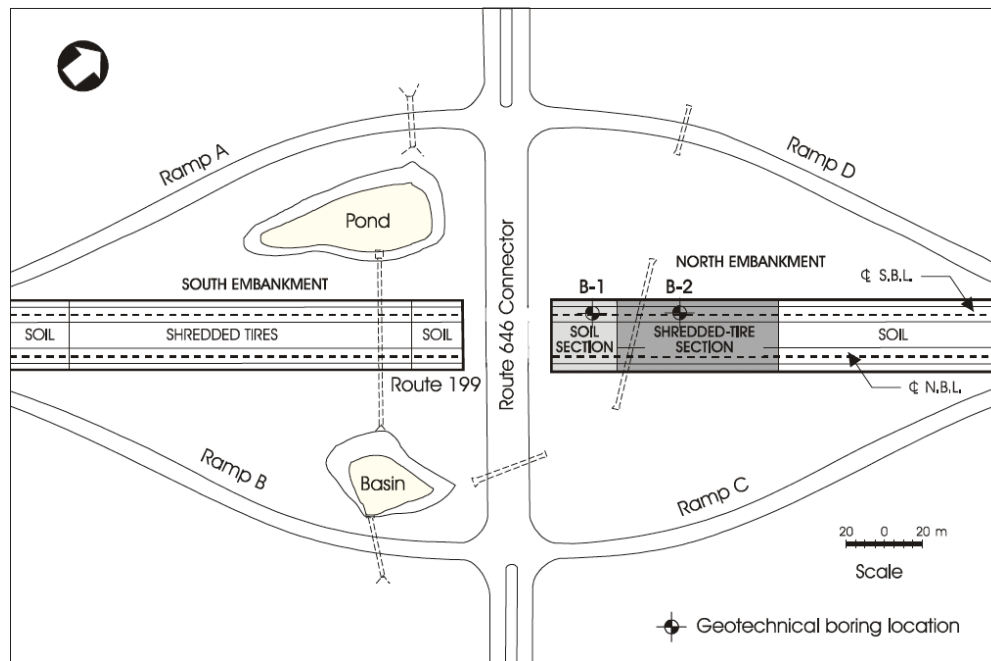 Ramp A
Ramp D
Pond
Route 646 Connector
SOUTH EMBANKMENT
NORTH EMBANKMENT
℄ S.B.L.
B-1
B-2
SOIL
SHREDDED TIRES
SOIL
SOIL
SECTION
SHREDDED-TIRE
SECTION
SOIL
Route 199
℄ N.B.L.
Ramp B
Basin
Ramp C
20 0 20 m
Scale
Geotechnical boring location